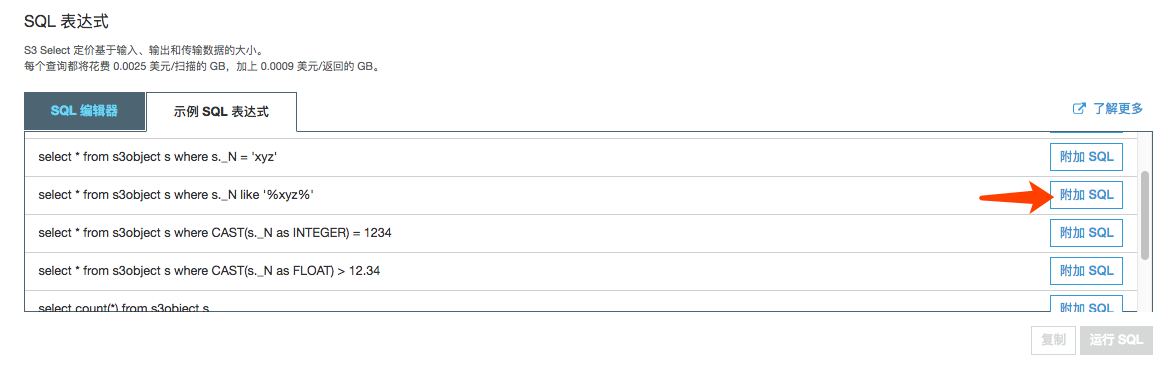 SQL 表达式
S3 Select 定价基于输入、输出和传输数据的大小。
每个查询都将花费 0.0025 美元/扫描的 GB，加上 0.0009 美元/返回的 GB。
SQL 编辑器
示例 SQL 表达式
了解更多
select * from s3object s where s._N = 'xyz'
附加 SQL
select * from s3object s where s._N like '%xyz%'
附加 SQL
select * from s3object s where CAST(s._N as INTEGER) = 1234
附加 SQL
select * from s3object s where CAST(s._N as FLOAT) > 12.34
附加 SQL
select count(*) from s3object s
附加 SQL
复制
运行 SQL